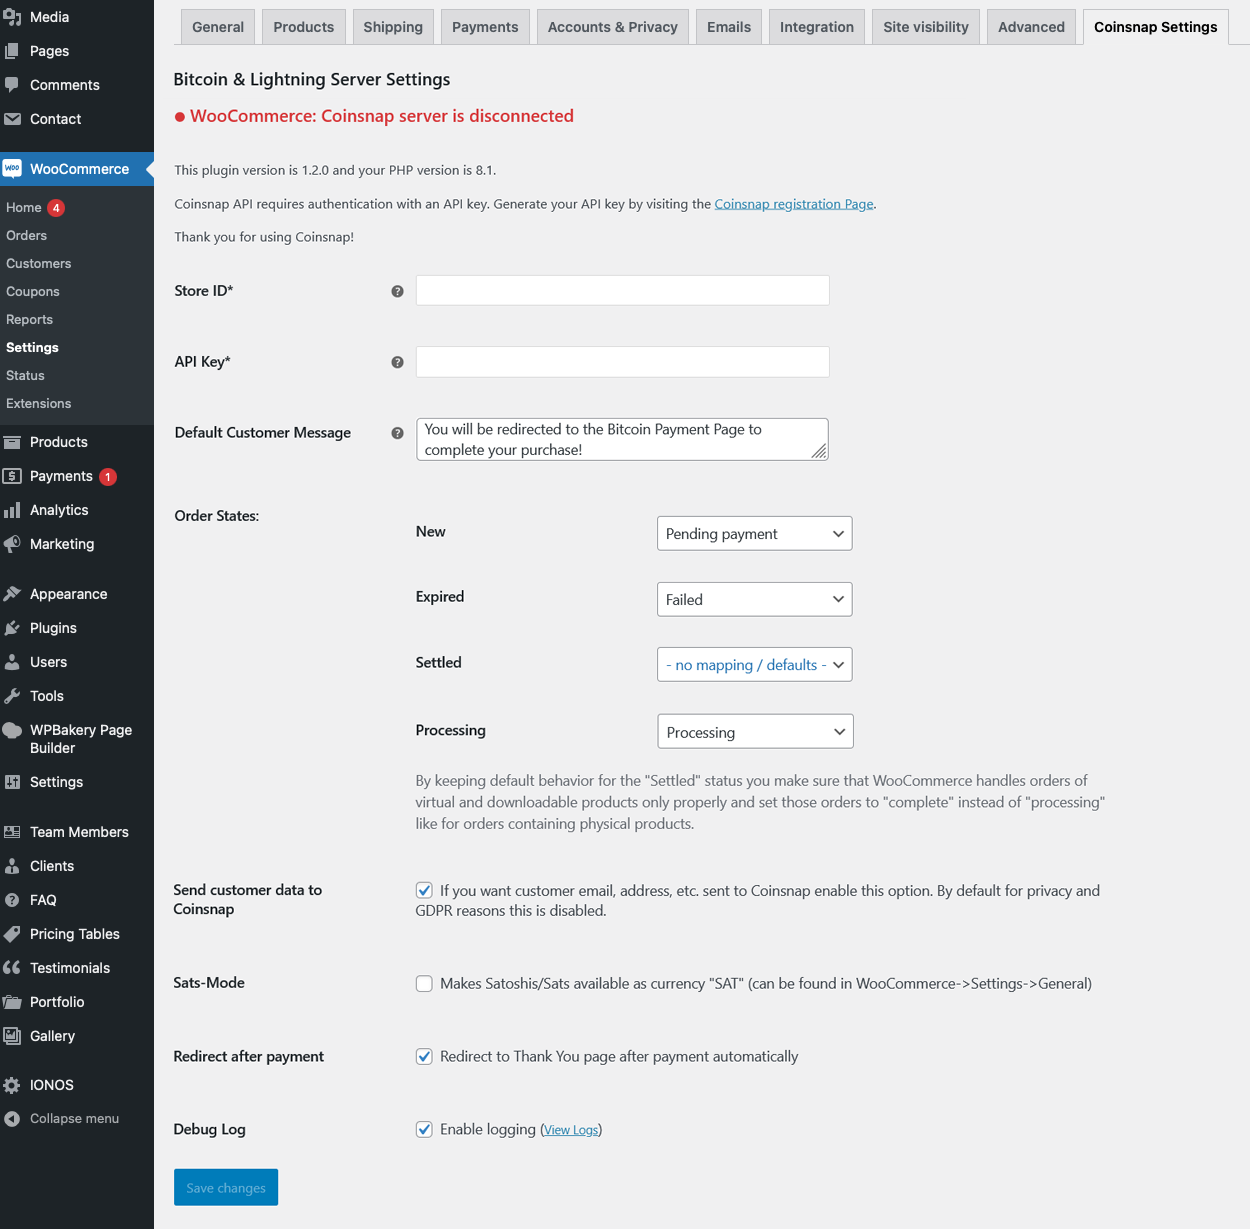 Media
Pages
Comments
Contact
WOO WooCommerce
Home 4
Orders
Customers
Coupons
Reports
Settings
Status
Extensions
Products
Payments 1
Analytics
Marketing
Appearance
Plugins
Users
Tools
WPBakery Page
Builder
Settings
Team Members
Clients
FAQ
Pricing Tables
Testimonials
Portfolio
Gallery
IONOS
Collapse menu
General Products Shipping Payments Accounts & Privacy Emails Integration Site visibility Advanced Coinsnap Settings
Bitcoin & Lightning Server Settings
WooCommerce: Coinsnap server is disconnected
This plugin version is 1.2.0 and your PHP version is 8.1.
Coinsnap API requires authentication with an API key. Generate your API key by visiting the Coinsnap registration Page.
Thank you for using Coinsnap!
Store ID* ?
API Key* ?
Default Customer Message ? You will be redirected to the Bitcoin Payment Page to
complete your purchase!
Order States:
New Pending payment
Expired Failed
Settled - no mapping / defaults -
Processing Processing
By keeping default behavior for the "Settled" status you make sure that WooCommerce handles orders of
virtual and downloadable products only properly and set those orders to "complete" instead of "processing"
like for orders containing physical products.
Send customer data to
Coinsnap
If you want customer email, address, etc. sent to Coinsnap enable this option. By default for privacy and
GDPR reasons this is disabled.
Sats-Mode Makes Satoshis/Sats available as currency "SAT" (can be found in WooCommerce->Settings->General)
Redirect after payment Redirect to Thank You page after payment automatically
Debug Log Enable logging (View Logs)
Save changes